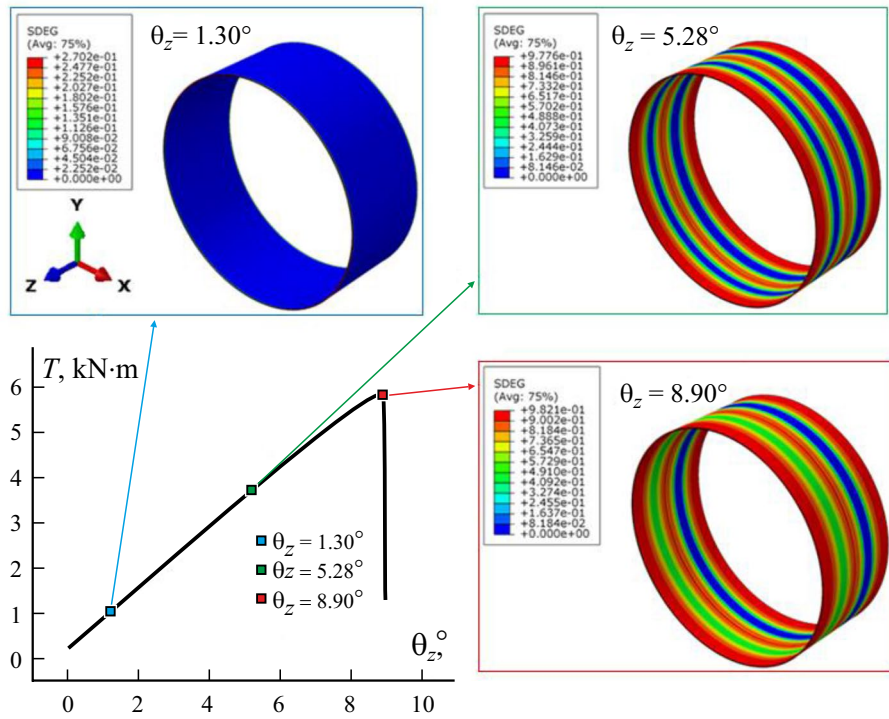 SDEG
(Avg: 75%)
+2.702e-01
+2.477e-01
+2.252e-01
+2.027e-01
+1.802e-01
+1.576e-01
+1.351e-01
+1.126e-01
+9.008e-02
+6.756e-02
+4.504e-02
+2.252e-02
+0.000e+00
θz = 1.30°
Y
Z
X
SDEG
(Avg: 75%)
+9.776e-01
+8.961e-01
+8.146e-01
+7.332e-01
+6.517e-01
+5.702e-01
+4.888e-01
+4.073e-01
+3.259e-01
+2.444e-01
+1.629e-01
+8.146e-02
+0.000e+00
θz = 5.28°
T, kN·m
6
5
4
3
2
1
0
θz = 1.30°
θz = 5.28°
θz = 8.90°
θz,°
0 2 4 6 8 10
SDEG
(Avg: 75%)
+9.821e-01
+9.002e-01
+8.184e-01
+7.365e-01
+6.547e-01
+5.729e-01
+4.910e-01
+4.092e-01
+3.274e-01
+2.455e-01
+1.637e-01
+8.184e-02
+0.000e+00
θz = 8.90°